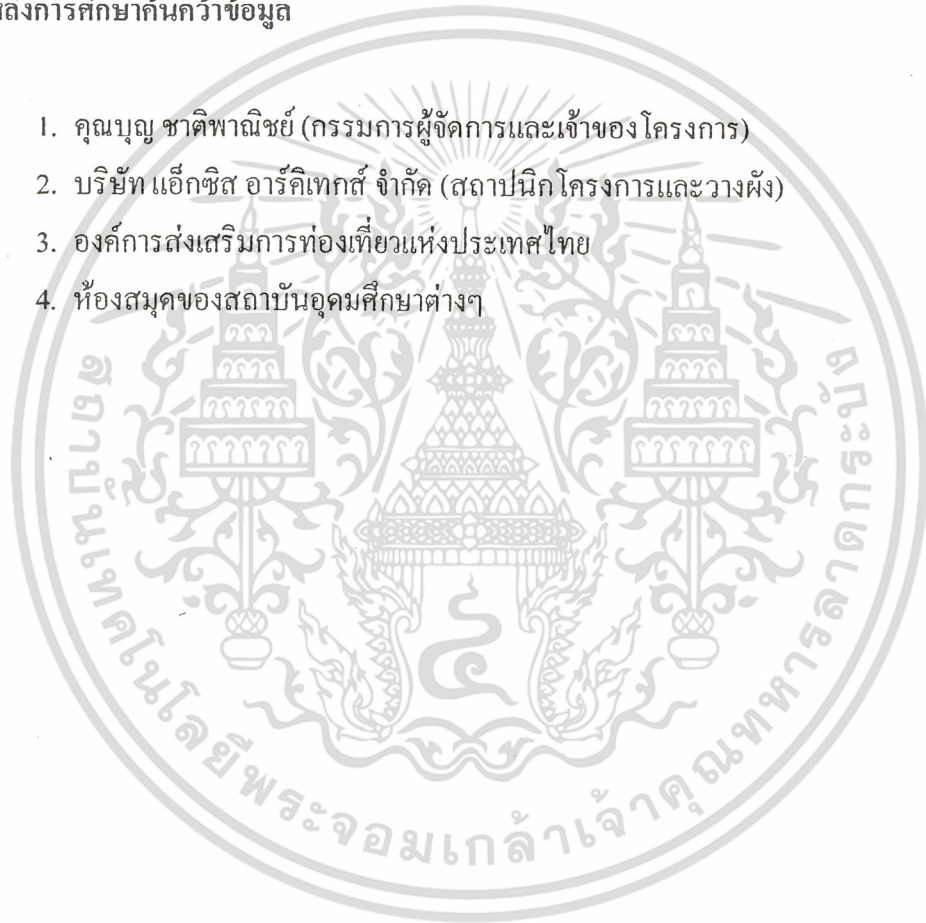 แหล่งการศึกษาค้นคว้าข้อมูล
1. คุณบุญ ชาติพาณิชย์ (กรรมการผู้จัดการและเจ้าของโครงการ)
2. บริษัท แอ็กซิส อาร์คิเทกส์ จำกัด (สถาปนิกโครงการและวางผัง)
3. องค์การส่งเสริมการท่องเที่ยวแห่งประเทศไทย
4. ห้องสมุดของสถาบันอุดมศึกษาต่างๆ
สถาบันเทคโนโลยีพระจอมเกล้าเจ้าคุณทหารลาดกระบัง
๔